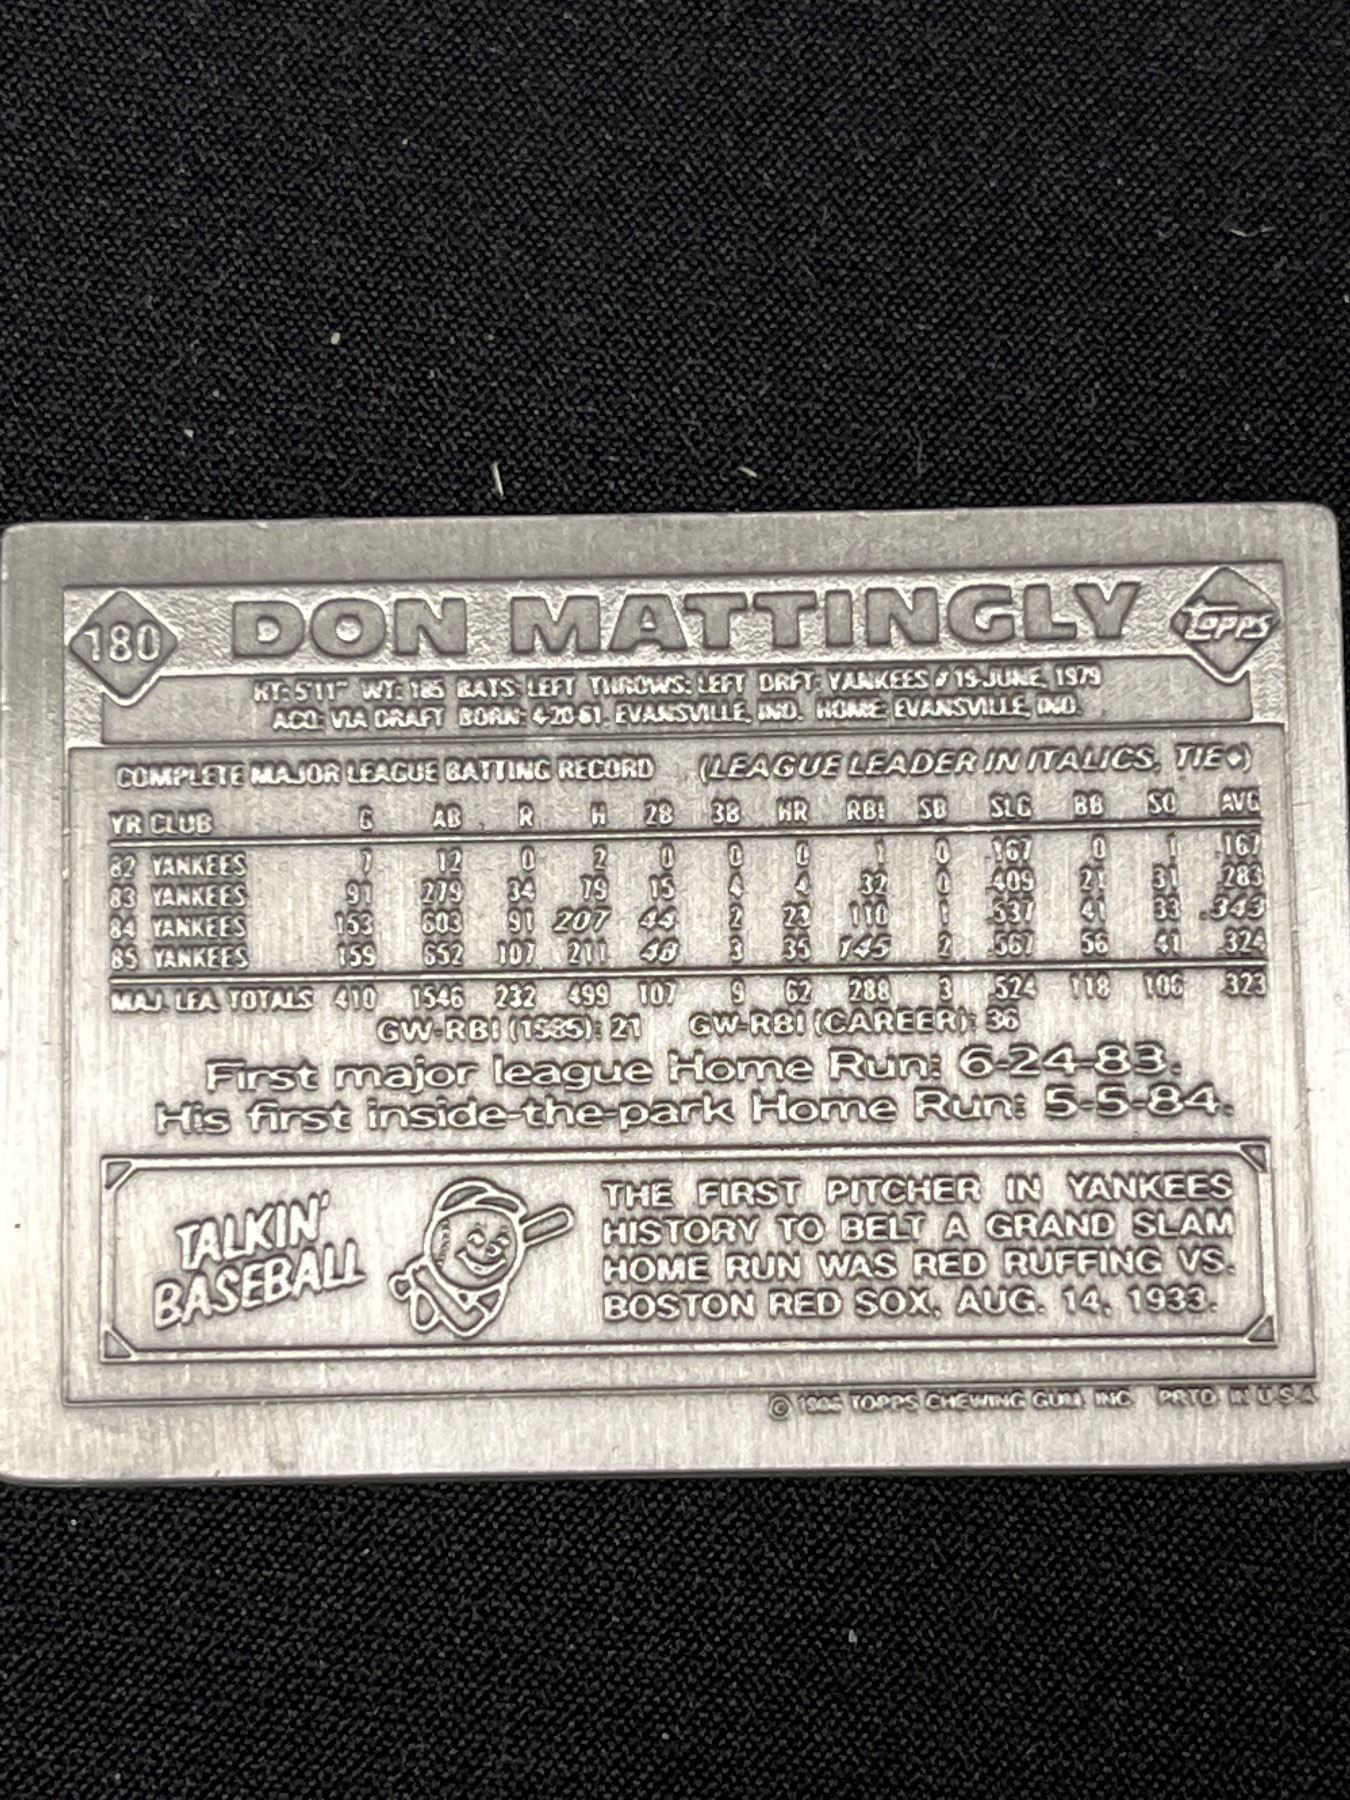 180 DON MATTINGLY TOPPS
HT: 5'11" WT: 185 BATS: LEFT THROWS: LEFT DRFT: YANKEES #19-JUNE, 1979
ACQ: VIA DRAFT BORN: 4-20-61, EVANSVILLE, IND. HOME: EVANSVILLE, IND.
COMPLETE MAJOR LEAGUE BATTING RECORD (LEAGUE LEADER IN ITALICS, TIE♦)
YR CLUB G AB R H 2B 3B HR RBI SB SLG BB SO AVG
82 YANKEES 7 12 0 2 0 0 0 1 0 .167 0 1 .167
83 YANKEES 91 279 34 79 15 4 4 32 0 .409 21 31 .283
84 YANKEES 153 603 91 207 44 2 23 110 1 .537 41 33 .343
85 YANKEES 159 652 107 211 48 3 35 145 2 .567 56 41 .324
MAJ. LEA. TOTALS 410 1546 232 499 107 9 62 288 3 .524 118 106 .323
GW-RBI (1985): 21 GW-RBI (CAREER): 36
First major league Home Run: 6-24-83.
His first inside-the-park Home Run: 5-5-84.
TALKIN'
BASEBALL
THE FIRST PITCHER IN YANKEES
HISTORY TO BELT A GRAND SLAM
HOME RUN WAS RED RUFFING VS.
BOSTON RED SOX, AUG. 14, 1933.
© 1986 TOPPS CHEWING GUM, INC. PRTD. IN U.S.A.